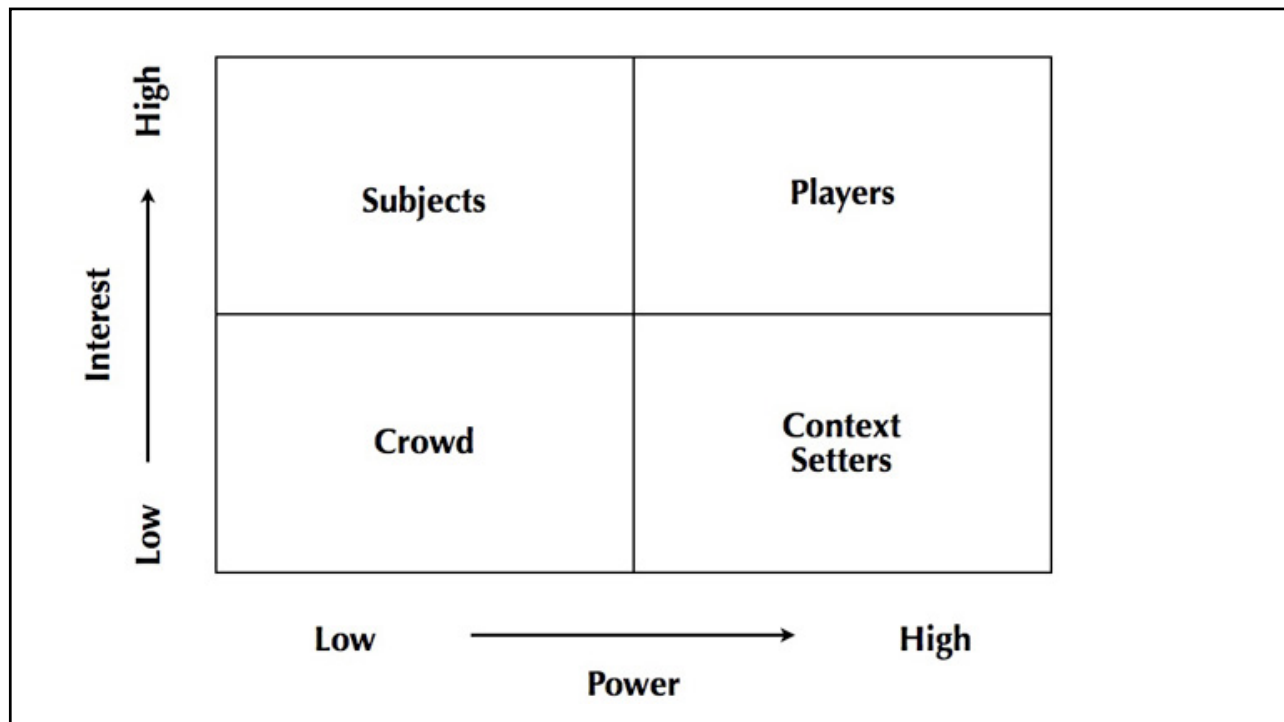 High
Subjects
Players
Interest
Crowd
Context
Setters
Low
Low
High
Power